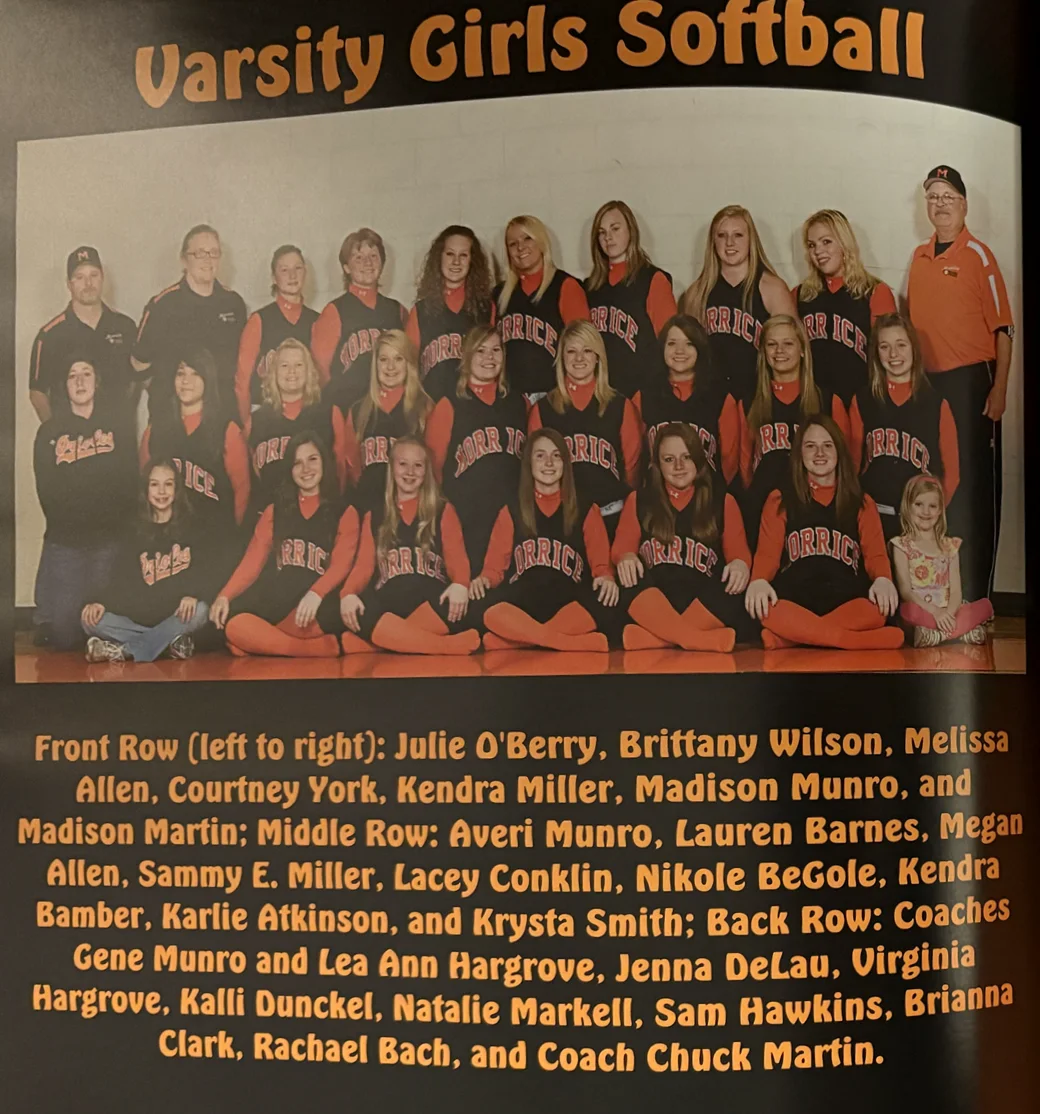 Varsity Girls Softball
M
M
ORRICE
ORRICE
ORRICE
Front Row (left to right): Julie O'Berry, Brittany Wilson, Melissa
Allen, Courtney York, Kendra Miller, Madison Munro, and
Madison Martin; Middle Row: Averi Munro, Lauren Barnes, Megan
Allen, Sammy E. Miller, Lacey Conklin, Nikole BeGole, Kendra
Bamber, Karlie Atkinson, and Krysta Smith; Back Row: Coaches
Gene Munro and Lea Ann Hargrove, Jenna DeLau, Virginia
Hargrove, Kalli Dunckel, Natalie Markell, Sam Hawkins, Brianna
Clark, Rachael Bach, and Coach Chuck Martin.